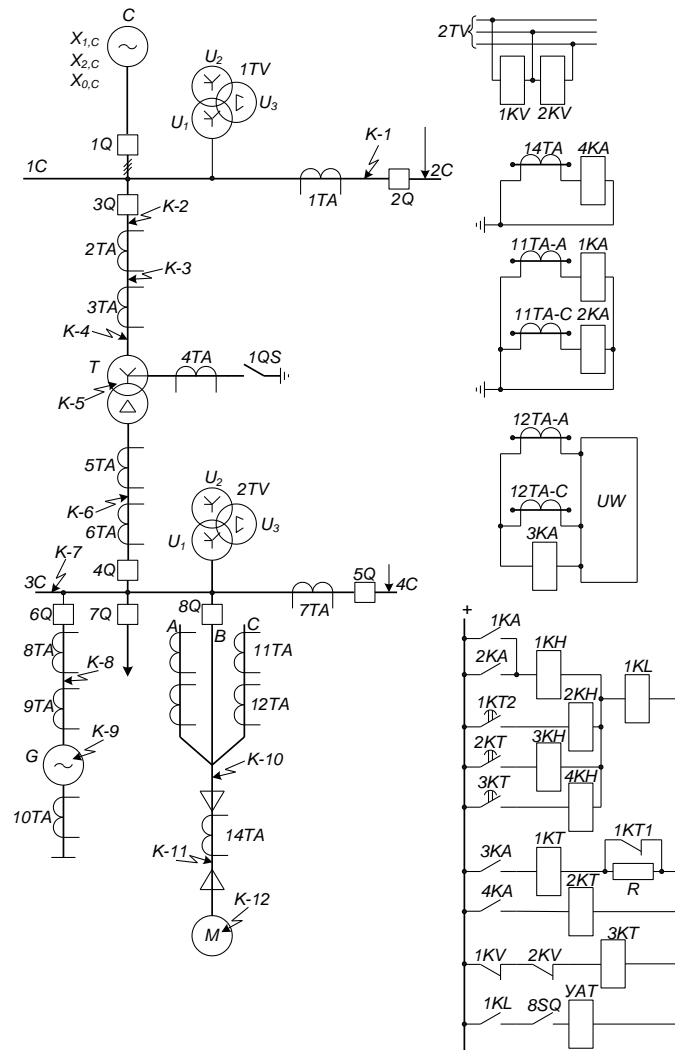 C
X1,C
X2,C
X0,C
U2
1TV
U1
U3
1Q
K-1
1C
2C
1TA
2Q
3Q
K-2
2TA
K-3
3TA
K-4
T
4TA
1QS
K-5
5TA
K-6
6TA
U2
2TV
U1
U3
K-7
4Q
5Q
3C
4C
7TA
6Q
7Q
8Q
A
B
C
8TA
K-8
11TA
9TA
12TA
G
K-9
K-10
10TA
14TA
K-11
K-12
M
2TV
1KV
2KV
14TA
4KA
11TA-A
1KA
11TA-C
2KA
12TA-A
12TA-C
UW
3KA
+
1KA
2KA
1KH
1KL
1KT2
2KH
2KT
3KH
3KT
4KH
3KA
1KT
1KT1
R
4KA
2KT
1KV
2KV
3KT
1KL
8SQ
УАТ